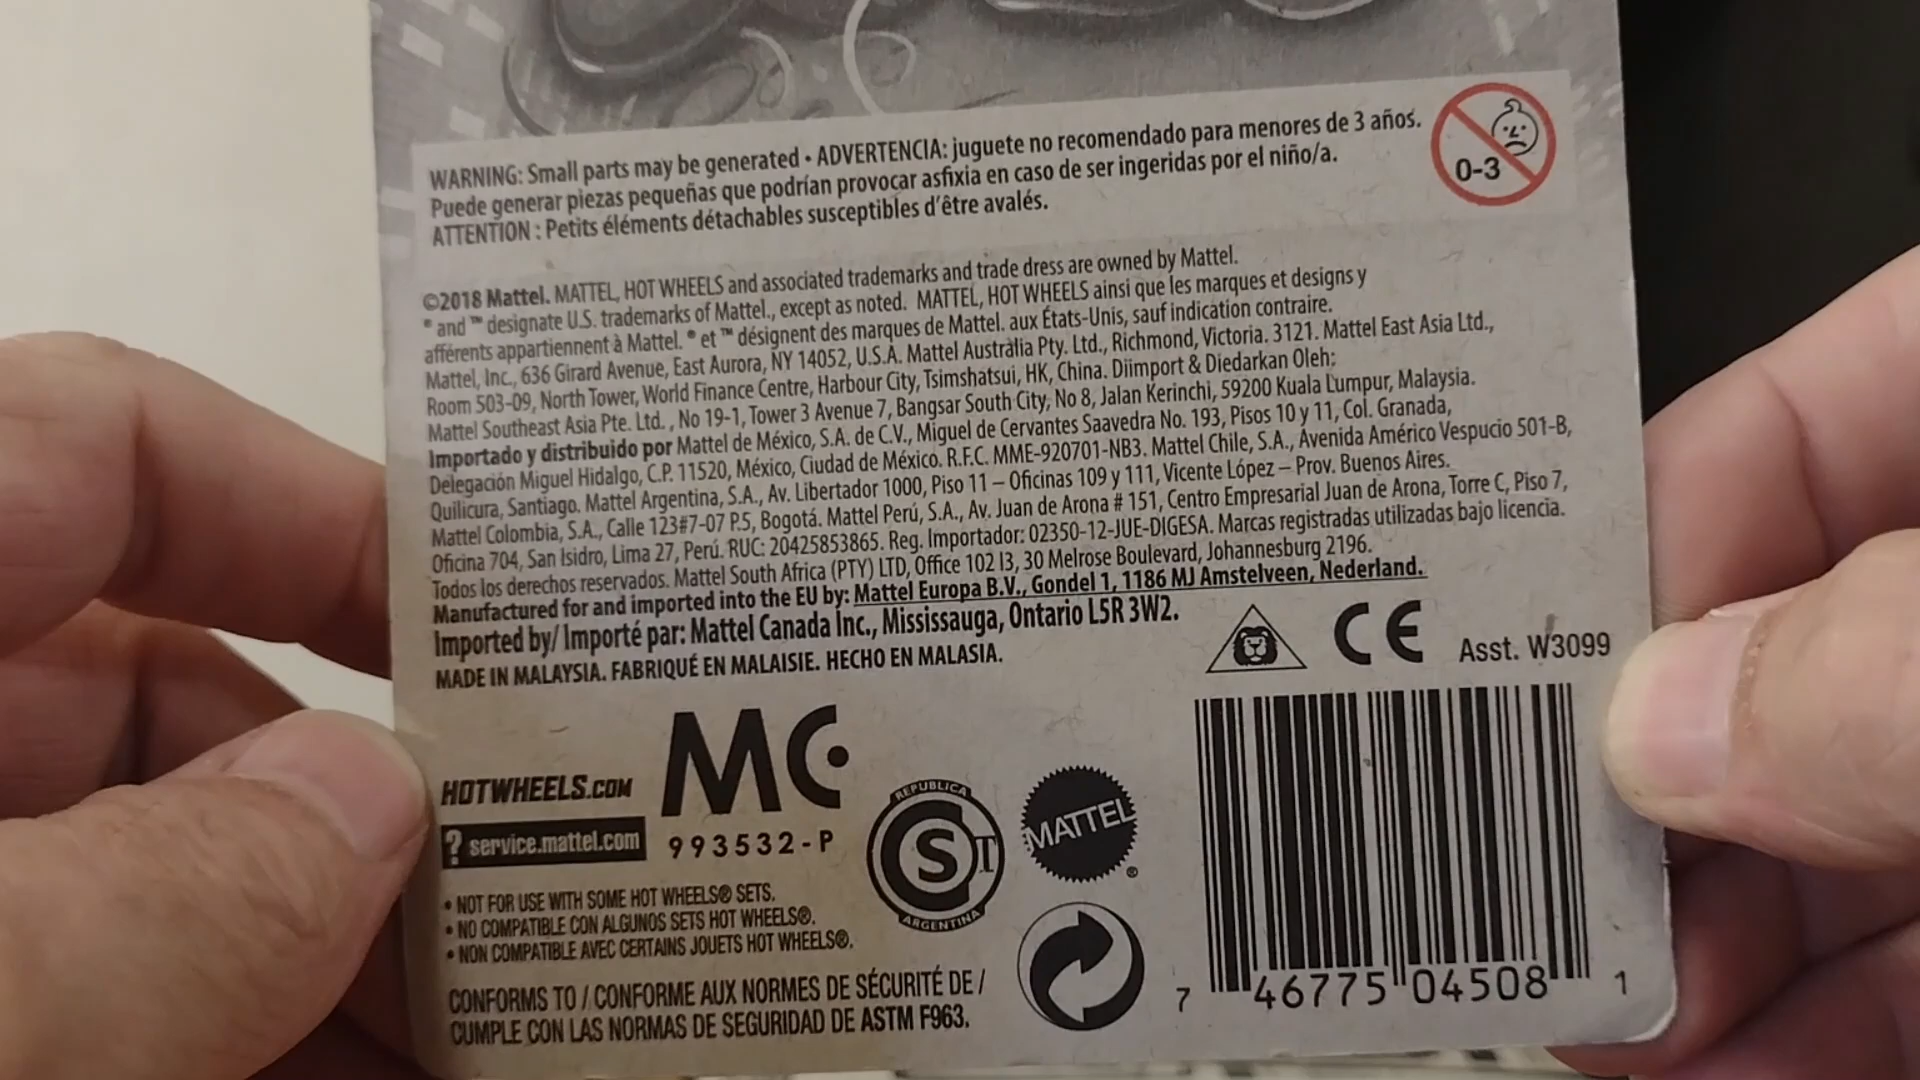 WARNING: Small parts may be generated • ADVERTENCIA: juguete no recomendado para menores de 3 años.
Puede generar piezas pequeñas que podrían provocar asfixia en caso de ser ingeridas por el niño/a.
ATTENTION : Petits éléments détachables susceptibles d'être avalés.
0-3
©2018 Mattel. MATTEL, HOT WHEELS and associated trademarks and trade dress are owned by Mattel.
® and ™ designate U.S. trademarks of Mattel., except as noted. MATTEL, HOT WHEELS ainsi que les marques et designs y
afférents appartiennent à Mattel. ® et ™ désignent des marques de Mattel. aux États-Unis, sauf indication contraire.
Mattel, Inc., 636 Girard Avenue, East Aurora, NY 14052, U.S.A. Mattel Australia Pty. Ltd., Richmond, Victoria. 3121. Mattel East Asia Ltd.,
Room 503-09, North Tower, World Finance Centre, Harbour City, Tsimshatsui, HK, China. Diimport & Diedarkan Oleh:
Mattel Southeast Asia Pte. Ltd. , No 19-1, Tower 3 Avenue 7, Bangsar South City, No 8, Jalan Kerinchi, 59200 Kuala Lumpur, Malaysia.
Importado y distribuido por Mattel de México, S.A. de C.V., Miguel de Cervantes Saavedra No. 193, Pisos 10 y 11, Col. Granada,
Delegación Miguel Hidalgo, C.P. 11520, México, Ciudad de México. R.F.C. MME-920701-NB3. Mattel Chile, S.A., Avenida Américo Vespucio 501-B,
Quilicura, Santiago. Mattel Argentina, S.A., Av. Libertador 1000, Piso 11 – Oficinas 109 y 111, Vicente López – Prov. Buenos Aires.
Mattel Colombia, S.A., Calle 123#7-07 P.5, Bogotá. Mattel Perú, S.A., Av. Juan de Arona # 151, Centro Empresarial Juan de Arona, Torre C, Piso 7,
Oficina 704, San Isidro, Lima 27, Perú. RUC: 20425853865. Reg. Importador: 02350-12-JUE-DIGESA. Marcas registradas utilizadas bajo licencia.
Todos los derechos reservados. Mattel South Africa (PTY) LTD, Office 102 I3, 30 Melrose Boulevard, Johannesburg 2196.
Manufactured for and imported into the EU by: Mattel Europa B.V., Gondel 1, 1186 MJ Amstelveen, Nederland.
Imported by/ Importé par: Mattel Canada Inc., Mississauga, Ontario L5R 3W2.
MADE IN MALAYSIA. FABRIQUÉ EN MALAISIE. HECHO EN MALASIA.
CE
Asst. W3099
MC
HOTWHEELS.COM
? service.mattel.com
993532-P
REPUBLICA
S T
ARGENTINA
MATTEL®
• NOT FOR USE WITH SOME HOT WHEELS® SETS.
• NO COMPATIBLE CON ALGUNOS SETS HOT WHEELS®.
• NON COMPATIBLE AVEC CERTAINS JOUETS HOT WHEELS®.
CONFORMS TO / CONFORME AUX NORMES DE SÉCURITÉ DE /
CUMPLE CON LAS NORMAS DE SEGURIDAD DE ASTM F963.
7 46775 04508 1